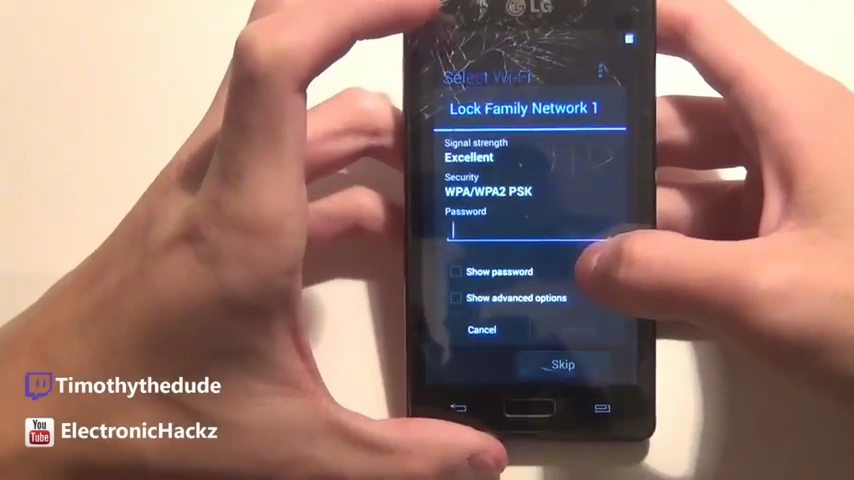 LG
Select Wi-Fi
Lock Family Network 1
Signal strength
Excellent
Security
WPA/WPA2 PSK
Password
Show password
Show advanced options
Cancel
Skip
Timothythedude
You
Tube
ElectronicHackz